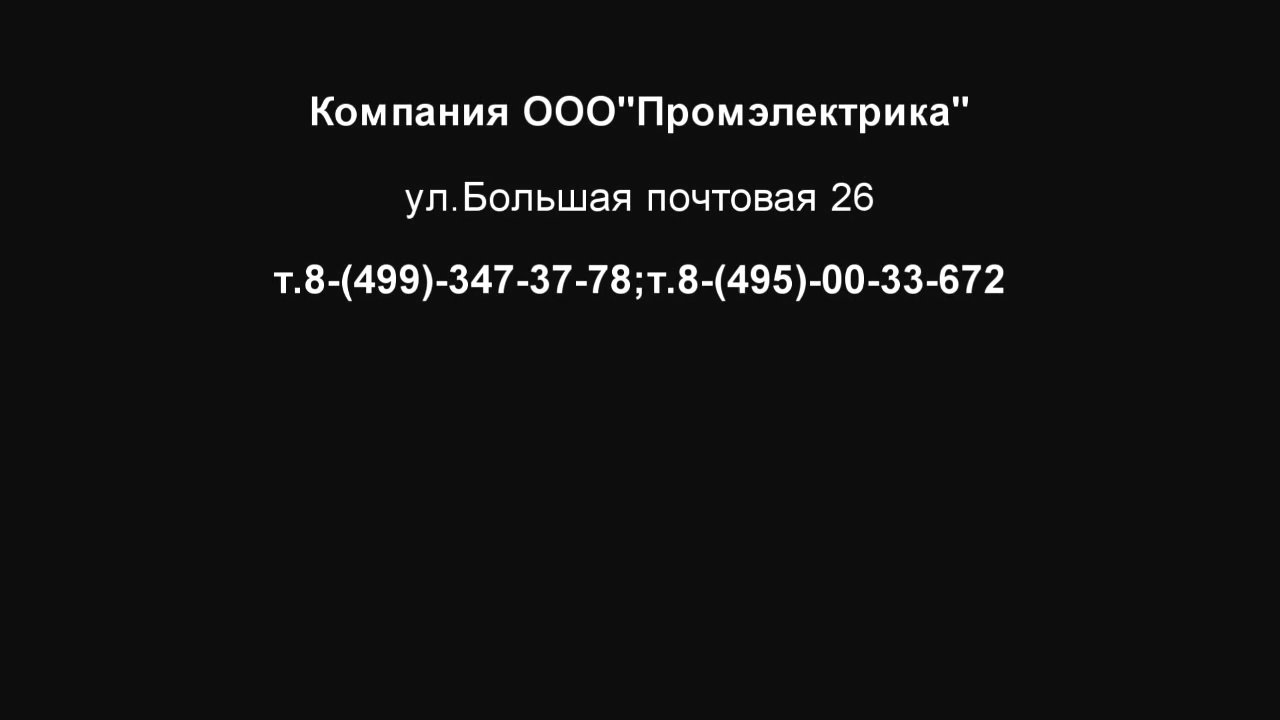 Компания ООО"Промэлектрика"
ул.Большая почтовая 26
т.8-(499)-347-37-78;т.8-(495)-00-33-672